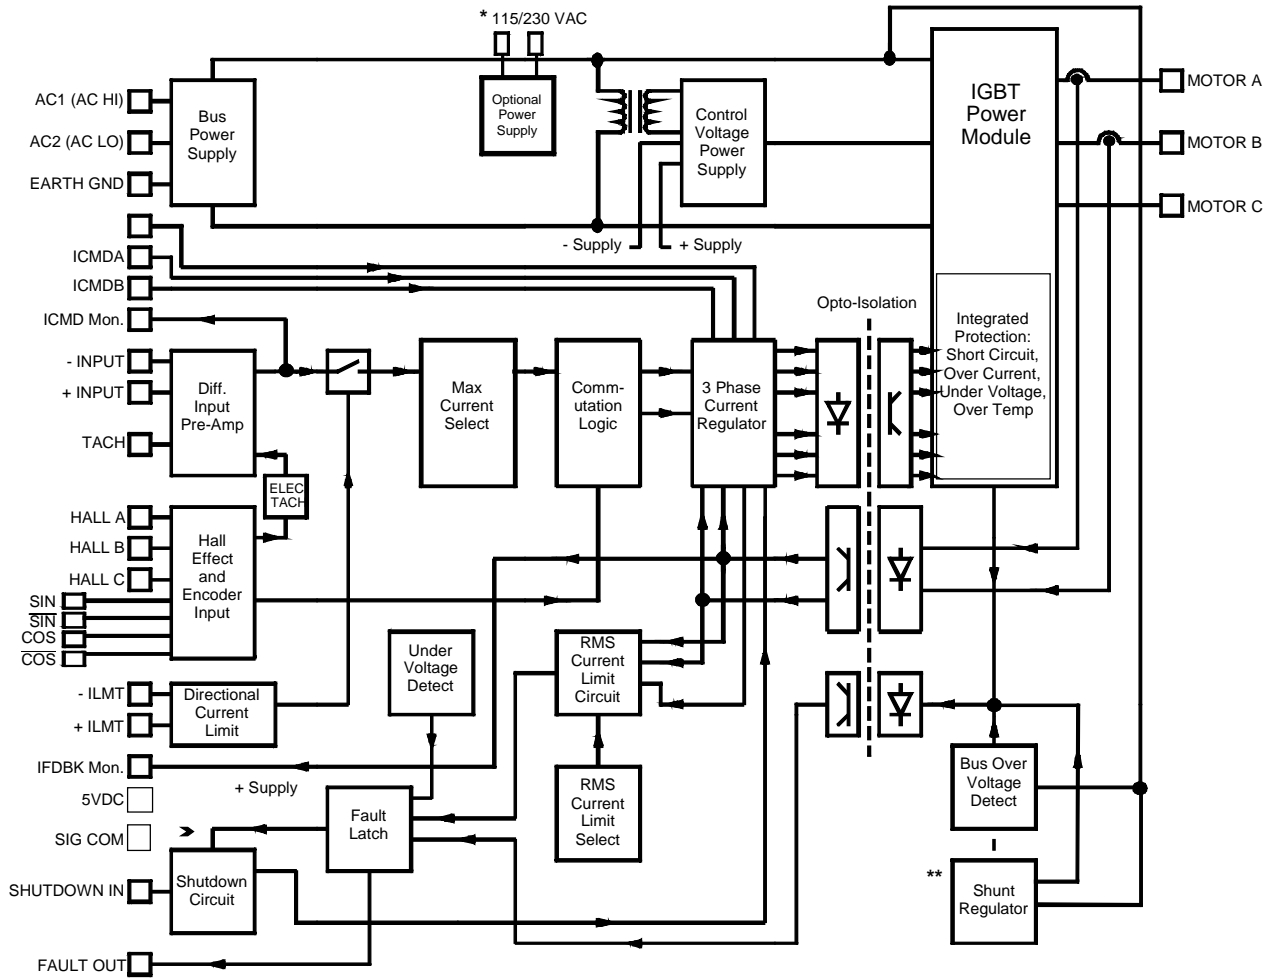 * 115/230 VAC
AC1 (AC HI)
AC2 (AC LO)
EARTH GND
Bus
Power
Supply
Optional
Power
Supply
Control
Voltage
Power
Supply
- Supply
+ Supply
IGBT
Power
Module
MOTOR A
MOTOR B
MOTOR C
ICMDA
ICMDB
ICMD Mon.
- INPUT
+ INPUT
TACH
Diff.
Input
Pre-Amp
ELEC
TACH
Max
Current
Select
Comm-
utation
Logic
3 Phase
Current
Regulator
Opto-Isolation
Integrated
Protection:
Short Circuit,
Over Current,
Under Voltage,
Over Temp
HALL A
HALL B
HALL C
SIN
SIN
COS
COS
Hall
Effect
and
Encoder
Input
- ILMT
+ ILMT
Directional
Current
Limit
Under
Voltage
Detect
RMS
Current
Limit
Circuit
IFDBK Mon.
5VDC
SIG COM
+ Supply
Fault
Latch
RMS
Current
Limit
Select
Bus Over
Voltage
Detect
SHUTDOWN IN
Shutdown
Circuit
**
Shunt
Regulator
FAULT OUT